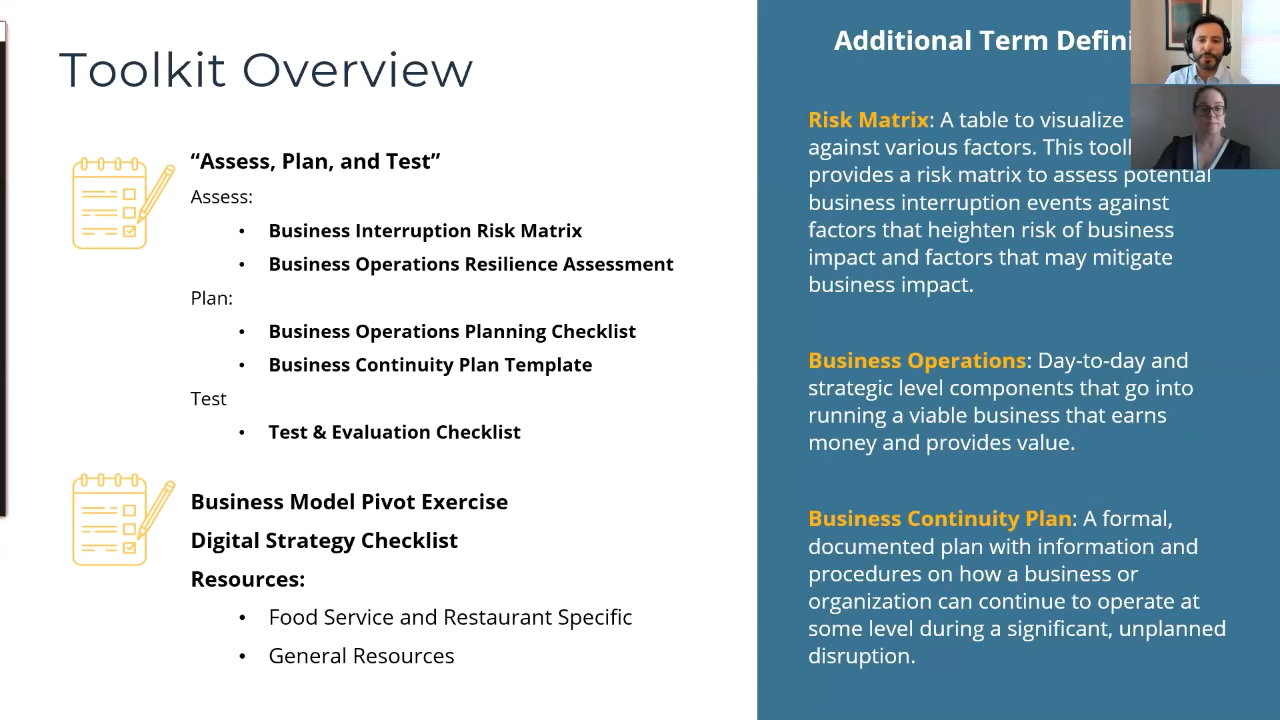 Toolkit Overview
“Assess, Plan, and Test”
Assess:
• Business Interruption Risk Matrix
• Business Operations Resilience Assessment
Plan:
• Business Operations Planning Checklist
• Business Continuity Plan Template
Test
• Test & Evaluation Checklist
Business Model Pivot Exercise
Digital Strategy Checklist
Resources:
• Food Service and Restaurant Specific
• General Resources
Additional Term
Risk Matrix: A table to visualize
against various factors. This
provides a risk matrix to assess potential
business interruption events against
factors that heighten risk of business
impact and factors that may mitigate
business impact.
Business Operations: Day-to-day and
strategic level components that go into
running a viable business that earns
money and provides value.
Business Continuity Plan: A formal,
documented plan with information and
procedures on how a business or
organization can continue to operate at
some level during a significant, unplanned
disruption.